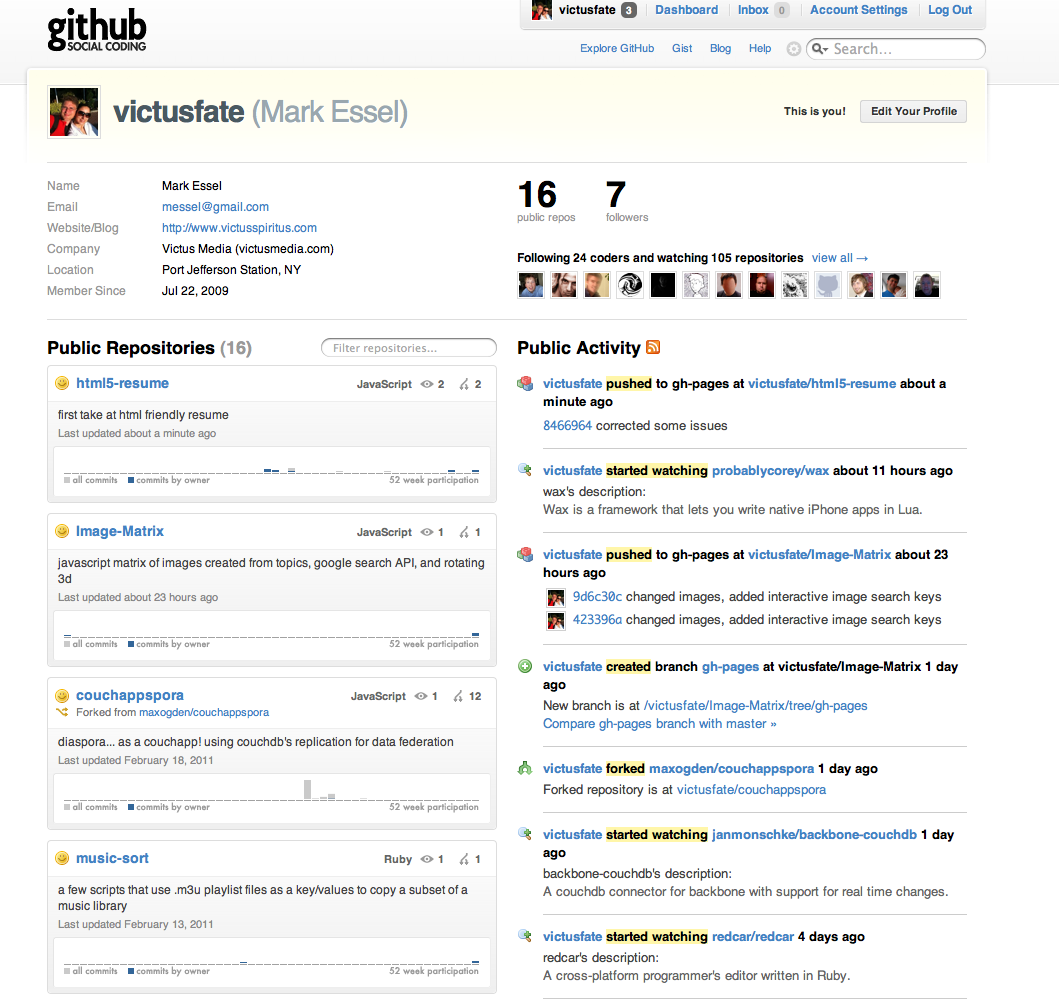 github
SOCIAL CODING
victusfate 3 Dashboard Inbox 0 Account Settings Log Out
Explore GitHub Gist Blog Help Search...
victusfate (Mark Essel)
This is you! Edit Your Profile
Name Mark Essel
Email messel@gmail.com
Website/Blog http://www.victusspiritus.com
Company Victus Media (victusmedia.com)
Location Port Jefferson Station, NY
Member Since Jul 22, 2009
16 7
public repos followers
Following 24 coders and watching 105 repositories view all →
Public Repositories (16) Filter repositories...
html5-resume JavaScript 2 2
first take at html friendly resume
Last updated about a minute ago
all commits commits by owner 52 week participation
Image-Matrix JavaScript 1 1
javascript matrix of images created from topics, google search API, and rotating
3d
Last updated about 23 hours ago
all commits commits by owner 52 week participation
couchappspora JavaScript 1 12
Forked from maxogden/couchappspora
diaspora... as a couchapp! using couchdb's replication for data federation
Last updated February 18, 2011
all commits commits by owner 52 week participation
music-sort Ruby 1 1
a few scripts that use .m3u playlist files as a key/values to copy a subset of a
music library
Last updated February 13, 2011
all commits commits by owner 52 week participation
Public Activity
victusfate pushed to gh-pages at victusfate/html5-resume about a
minute ago
8466964 corrected some issues
victusfate started watching probablycorey/wax about 11 hours ago
wax's description:
Wax is a framework that lets you write native iPhone apps in Lua.
victusfate pushed to gh-pages at victusfate/Image-Matrix about 23
hours ago
9d6c30c changed images, added interactive image search keys
423396a changed images, added interactive image search keys
victusfate created branch gh-pages at victusfate/Image-Matrix 1 day
ago
New branch is at /victusfate/Image-Matrix/tree/gh-pages
Compare gh-pages branch with master »
victusfate forked maxogden/couchappspora 1 day ago
Forked repository is at victusfate/couchappspora
victusfate started watching janmonschke/backbone-couchdb 1 day
ago
backbone-couchdb's description:
A couchdb connector for backbone with support for real time changes.
victusfate started watching redcar/redcar 4 days ago
redcar's description:
A cross-platform programmer's editor written in Ruby.